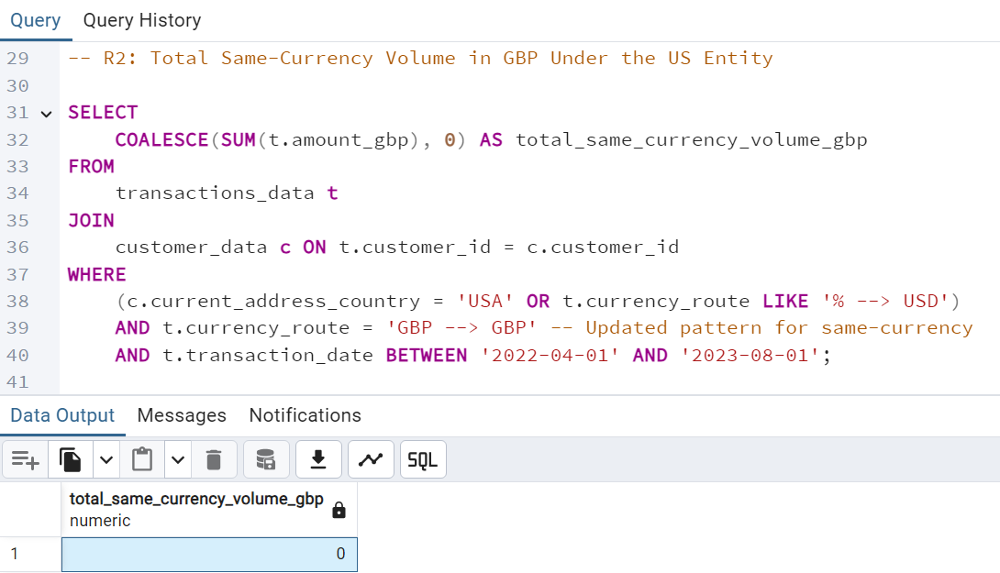 Query Query History
29 -- R2: Total Same-Currency Volume in GBP Under the US Entity
30
31 SELECT
32 COALESCE(SUM(t.amount_gbp), 0) AS total_same_currency_volume_gbp
33 FROM
34 transactions_data t
35 JOIN
36 customer_data c ON t.customer_id = c.customer_id
37 WHERE
38 (c.current_address_country = 'USA' OR t.currency_route LIKE '% --> USD')
39 AND t.currency_route = 'GBP --> GBP' -- Updated pattern for same-currency
40 AND t.transaction_date BETWEEN '2022-04-01' AND '2023-08-01';
41
Data Output Messages Notifications
SQL
total_same_currency_volume_gbp
numeric
1 0